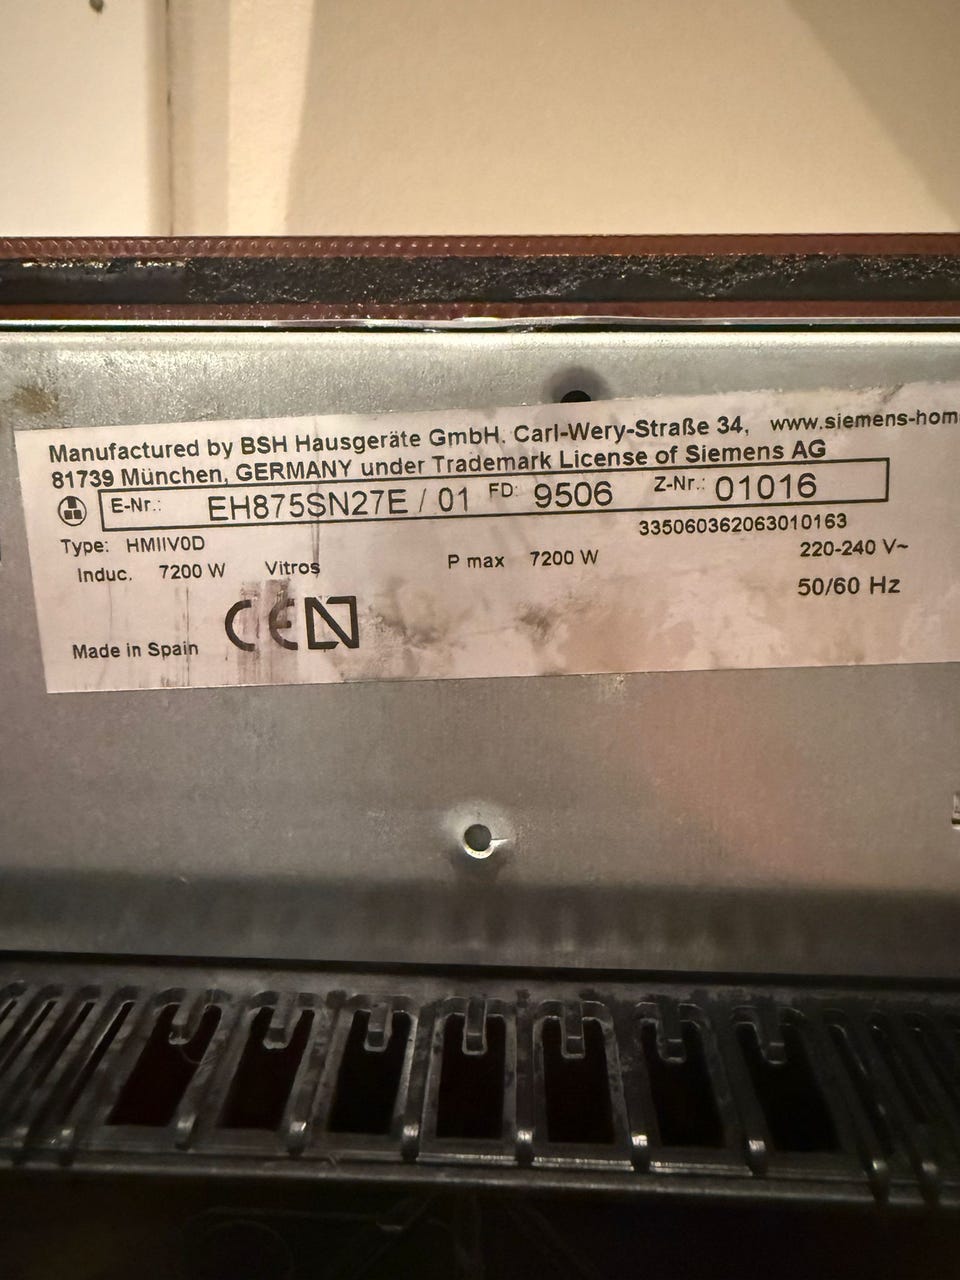 Manufactured by BSH Hausgeräte GmbH, Carl-Wery-Straße 34, www.siemens-hom
81739 München, GERMANY under Trademark License of Siemens AG
E-Nr.: EH875SN27E / 01 FD: 9506 Z-Nr.: 01016
335060362063010163
Type: HMIIV0D 220-240 V~
Induc. 7200 W Vitros P max 7200 W
50/60 Hz
CE N
Made in Spain